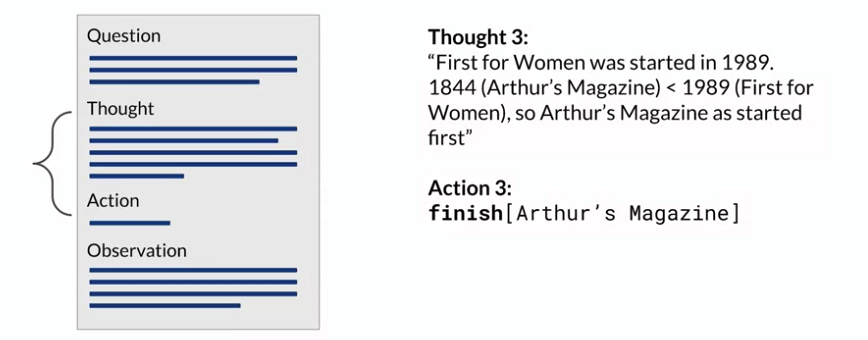 Question
Thought
Action
Observation
Thought 3:
“First for Women was started in 1989.
1844 (Arthur’s Magazine) < 1989 (First for
Women), so Arthur’s Magazine as started
first”
Action 3:
finish[Arthur’s Magazine]